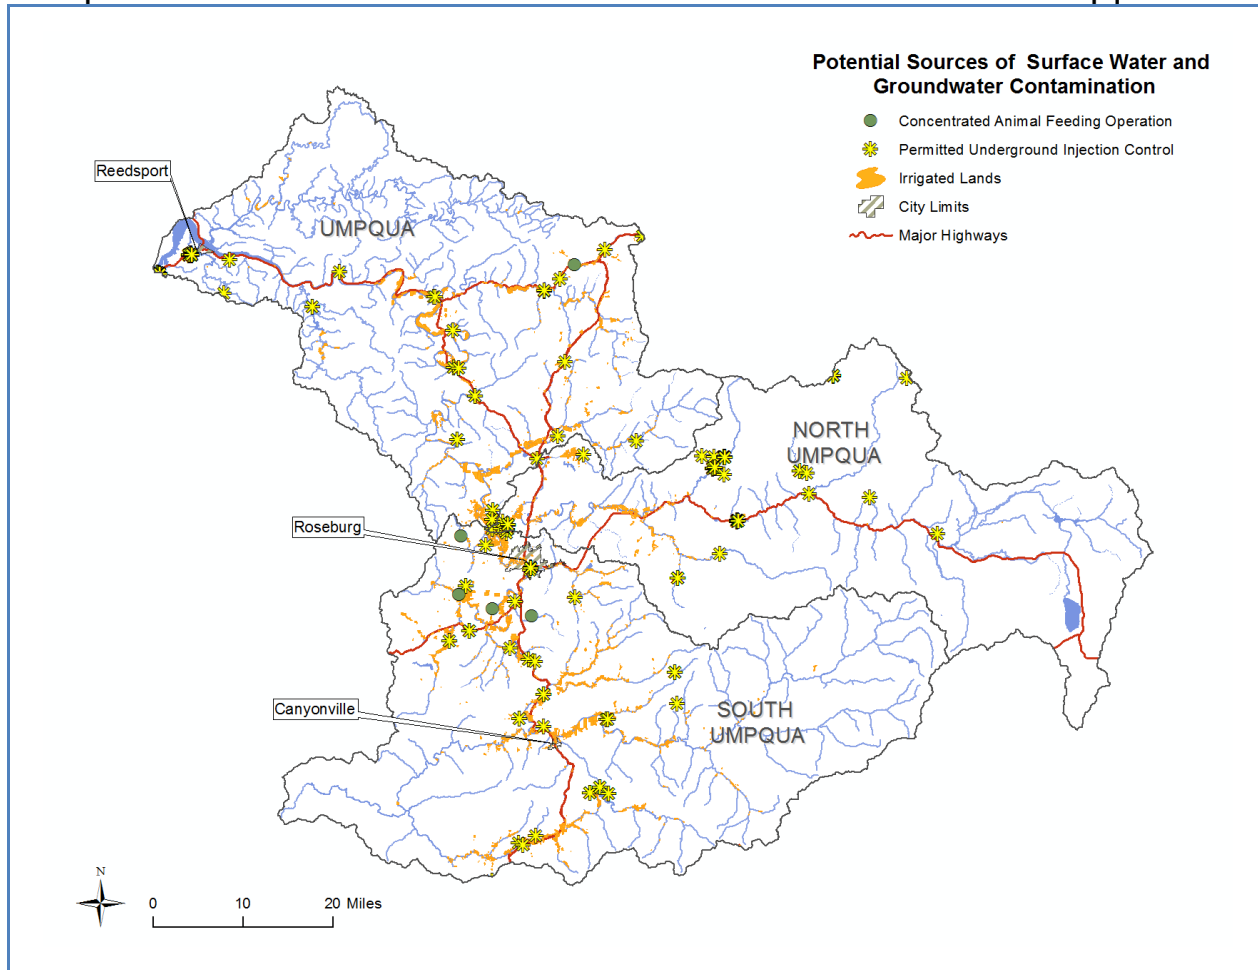 Potential Sources of Surface Water and
Groundwater Contamination
Concentrated Animal Feeding Operation
Permitted Underground Injection Control
Irrigated Lands
City Limits
Major Highways
Reedsport
UMPQUA
NORTH
UMPQUA
Roseburg
Canyonville
SOUTH
UMPQUA
N
0 10 20 Miles